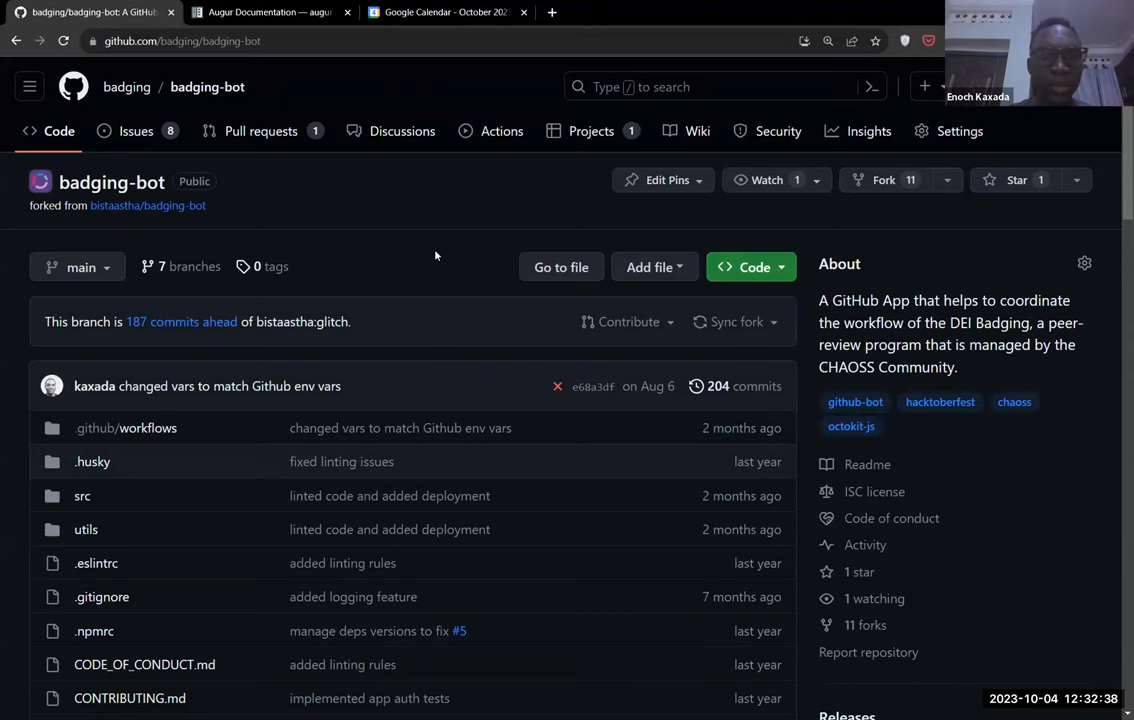 badging/badging-bot: A GitHub
Augur Documentation — augur
Google Calendar - October 2023
github.com/badging/badging-bot
Enoch Kaxada
badging / badging-bot
Type / to search
Code
Issues 8
Pull requests 1
Discussions
Actions
Projects 1
Wiki
Security
Insights
Settings
badging-bot
Public
forked from bistaastha/badging-bot
Edit Pins
Watch 1
Fork 11
Star 1
main
7 branches
0 tags
Go to file
Add file
Code
This branch is 187 commits ahead of bistaastha:glitch.
Contribute
Sync fork
kaxada changed vars to match Github env vars
e68a3df on Aug 6
204 commits
.github/workflows changed vars to match Github env vars 2 months ago
.husky fixed linting issues last year
src linted code and added deployment 2 months ago
utils linted code and added deployment 2 months ago
.eslintrc added linting rules last year
.gitignore added logging feature 7 months ago
.npmrc manage deps versions to fix #5 last year
CODE_OF_CONDUCT.md added linting rules last year
CONTRIBUTING.md implemented app auth tests last year
About
A GitHub App that helps to coordinate
the workflow of the DEI Badging, a peer-
review program that is managed by the
CHAOSS Community.
github-bot hacktoberfest chaoss
octokit-js
Readme
ISC license
Code of conduct
Activity
1 star
1 watching
11 forks
Report repository
Releases
2023-10-04 12:32:38